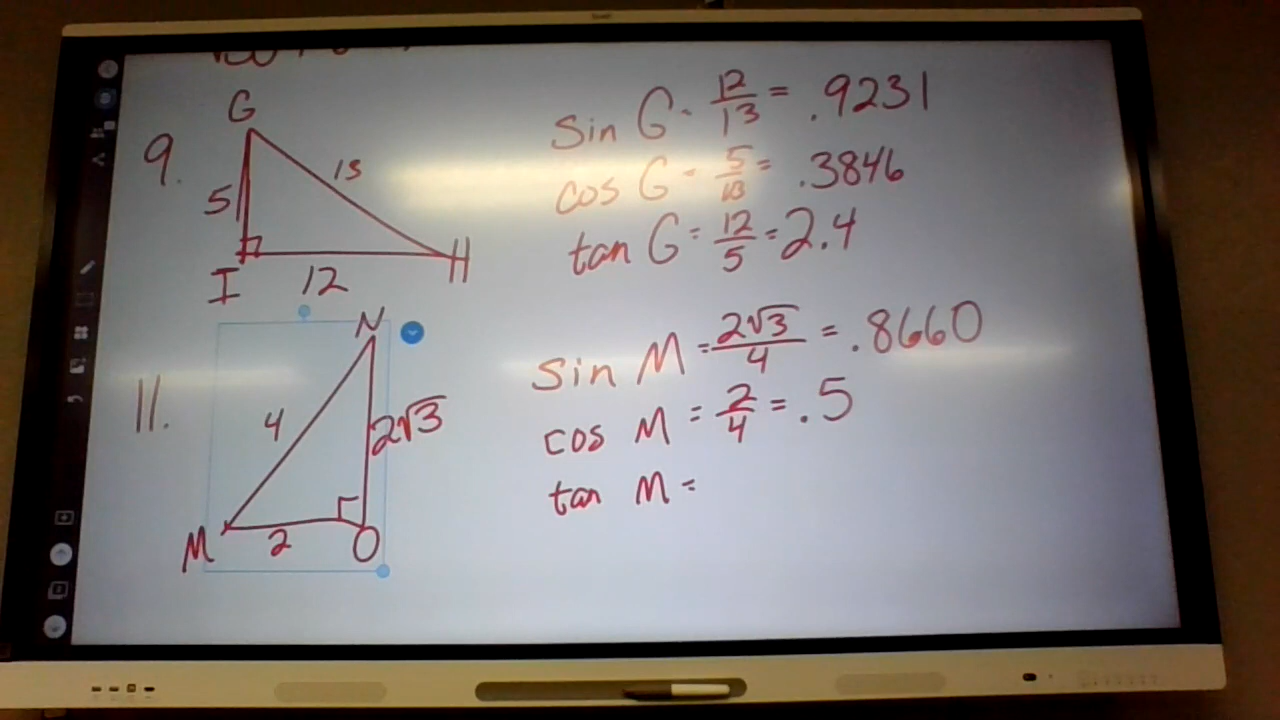 9.
G
5
13
I
12
H
sin G = 12/13 = .9231
cos G = 5/13 = .3846
tan G = 12/5 = 2.4
11.
N
4
2√3
M
2
O
sin M = 2√3/4 = .8660
cos M = 2/4 = .5
tan M =